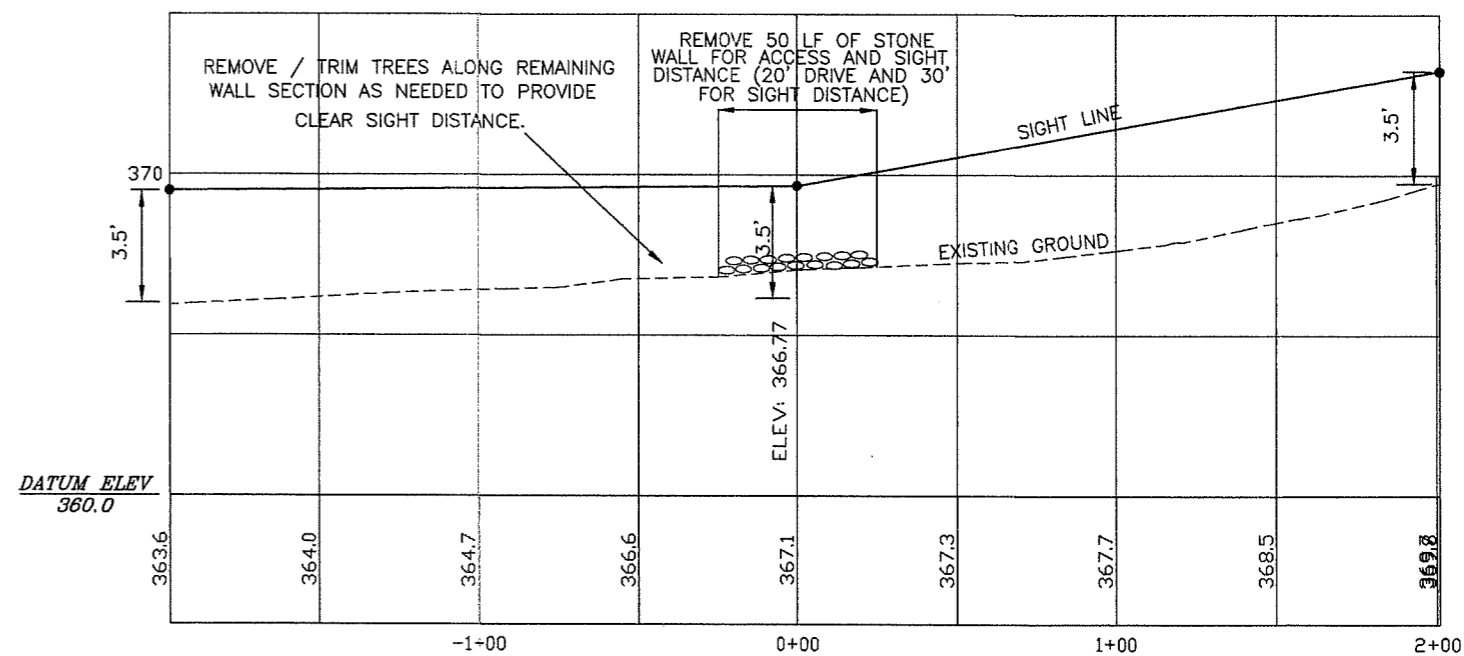 REMOVE / TRIM TREES ALONG REMAINING
WALL SECTION AS NEEDED TO PROVIDE
CLEAR SIGHT DISTANCE.
REMOVE 50 LF OF STONE
WALL FOR ACCESS AND SIGHT
DISTANCE (20' DRIVE AND 30'
FOR SIGHT DISTANCE)
SIGHT LINE
3.5'
370
3.5'
3.5'
EXISTING GROUND
ELEV: 366.77
DATUM ELEV
360.0
363.6
364.0
364.7
366.6
367.1
367.3
367.7
368.5
-1+00
0+00
1+00
2+00